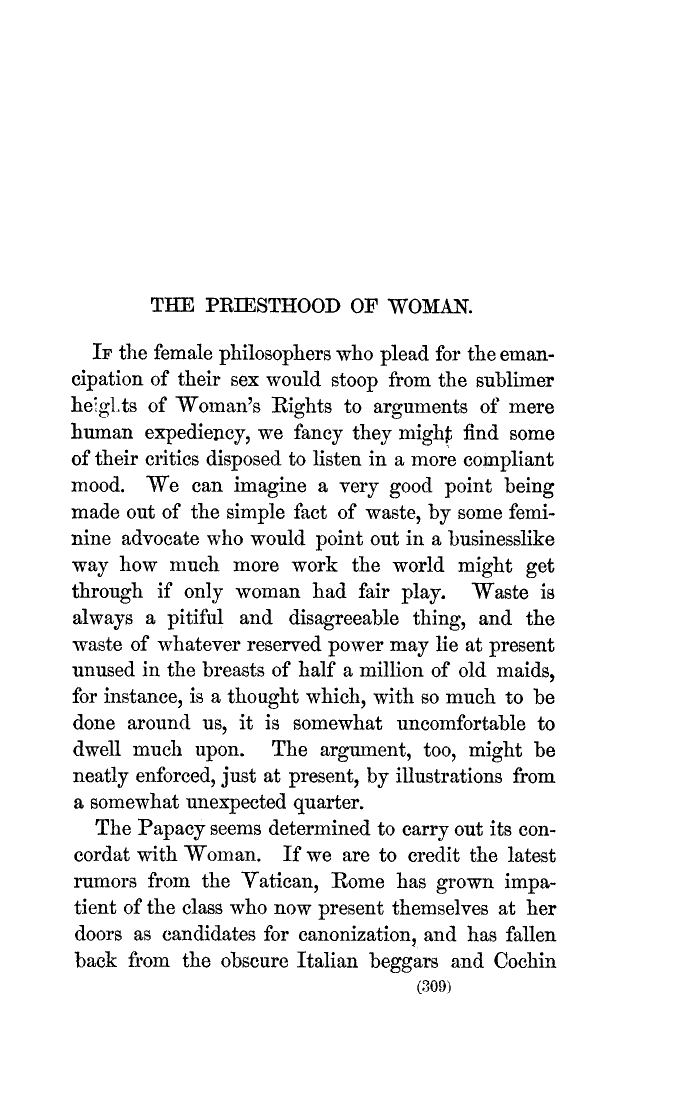 THE PRIESTHOOD OF WOMAN.
IF the female philosophers who plead for the eman-
cipation of their sex would stoop from the sublimer
heights of Woman's Rights to arguments of mere
human expediency, we fancy they might find some
of their critics disposed to listen in a more compliant
mood. We can imagine a very good point being
made out of the simple fact of waste, by some femi-
nine advocate who would point out in a businesslike
way how much more work the world might get
through if only woman had fair play. Waste is
always a pitiful and disagreeable thing, and the
waste of whatever reserved power may lie at present
unused in the breasts of half a million of old maids,
for instance, is a thought which, with so much to be
done around us, it is somewhat uncomfortable to
dwell much upon. The argument, too, might be
neatly enforced, just at present, by illustrations from
a somewhat unexpected quarter.
The Papacy seems determined to carry out its con-
cordat with Woman. If we are to credit the latest
rumors from the Vatican, Rome has grown impa-
tient of the class who now present themselves at her
doors as candidates for canonization, and has fallen
back from the obscure Italian beggars and Cochin
(309)